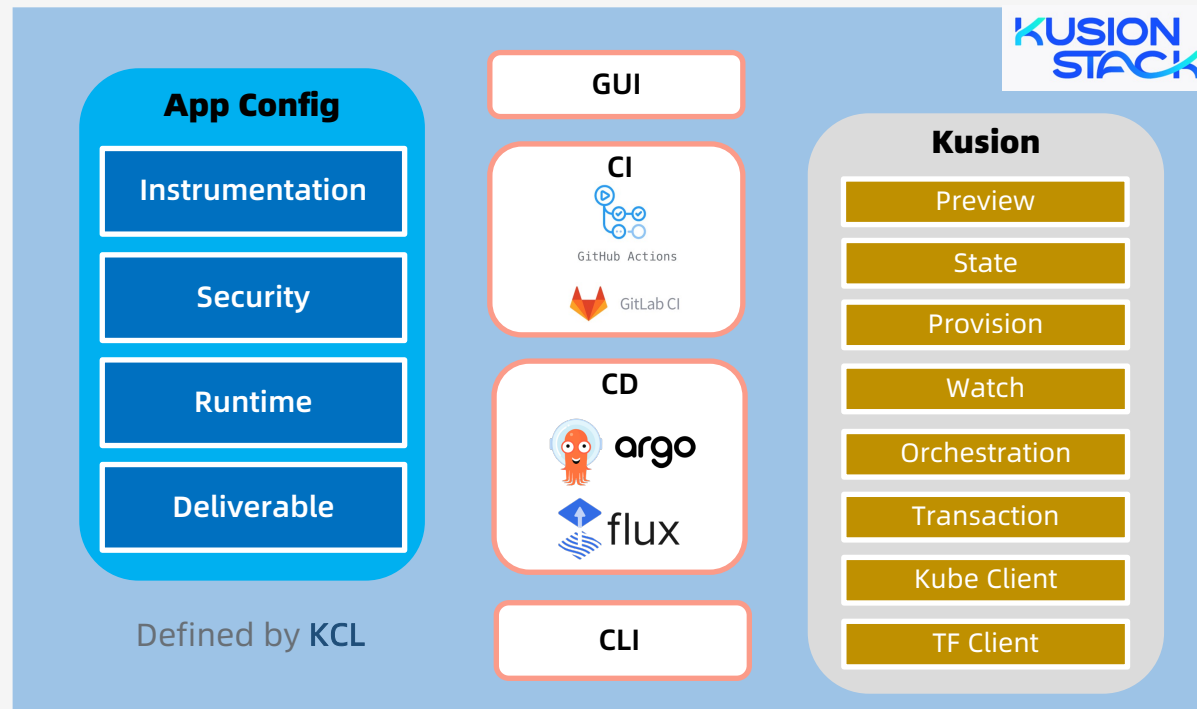 KUSION
STACK
App Config
Instrumentation
Security
Runtime
Deliverable
Defined by KCL
GUI
CI
GitHub Actions
GitLab CI
CD
argo
flux
CLI
Kusion
Preview
State
Provision
Watch
Orchestration
Transaction
Kube Client
TF Client